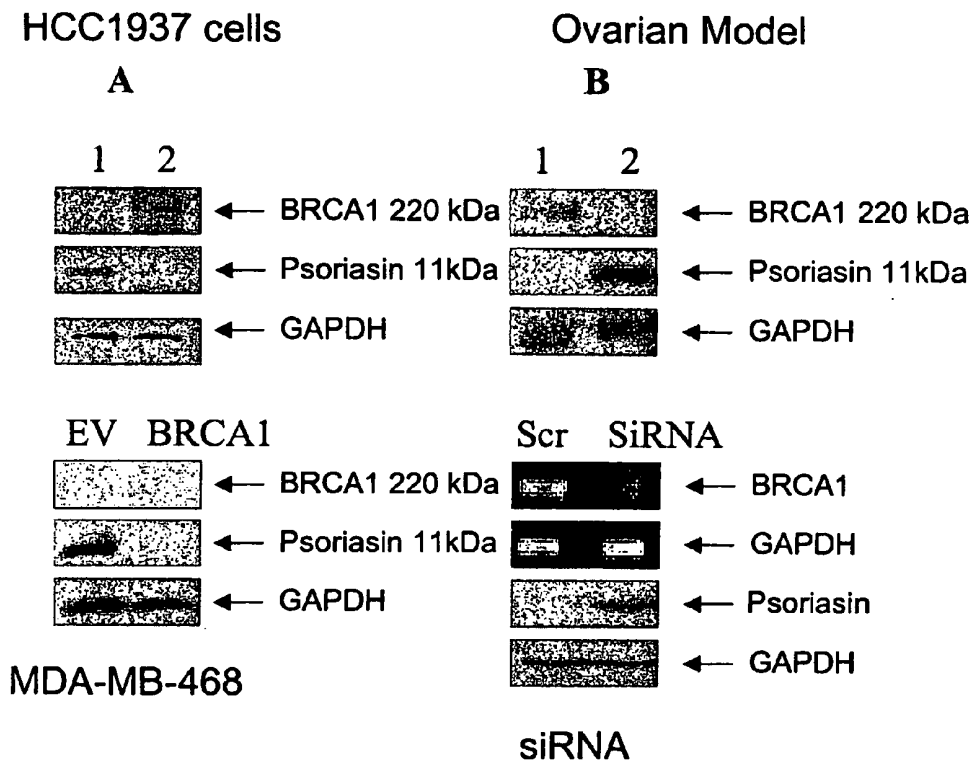 HCC1937 cells
A
1 2
BRCA1 220 kDa
Psoriasin 11kDa
GAPDH
EV BRCA1
BRCA1 220 kDa
Psoriasin 11kDa
GAPDH
MDA-MB-468
Ovarian Model
B
1 2
BRCA1 220 kDa
Psoriasin 11kDa
GAPDH
Scr SiRNA
BRCA1
GAPDH
Psoriasin
GAPDH
siRNA